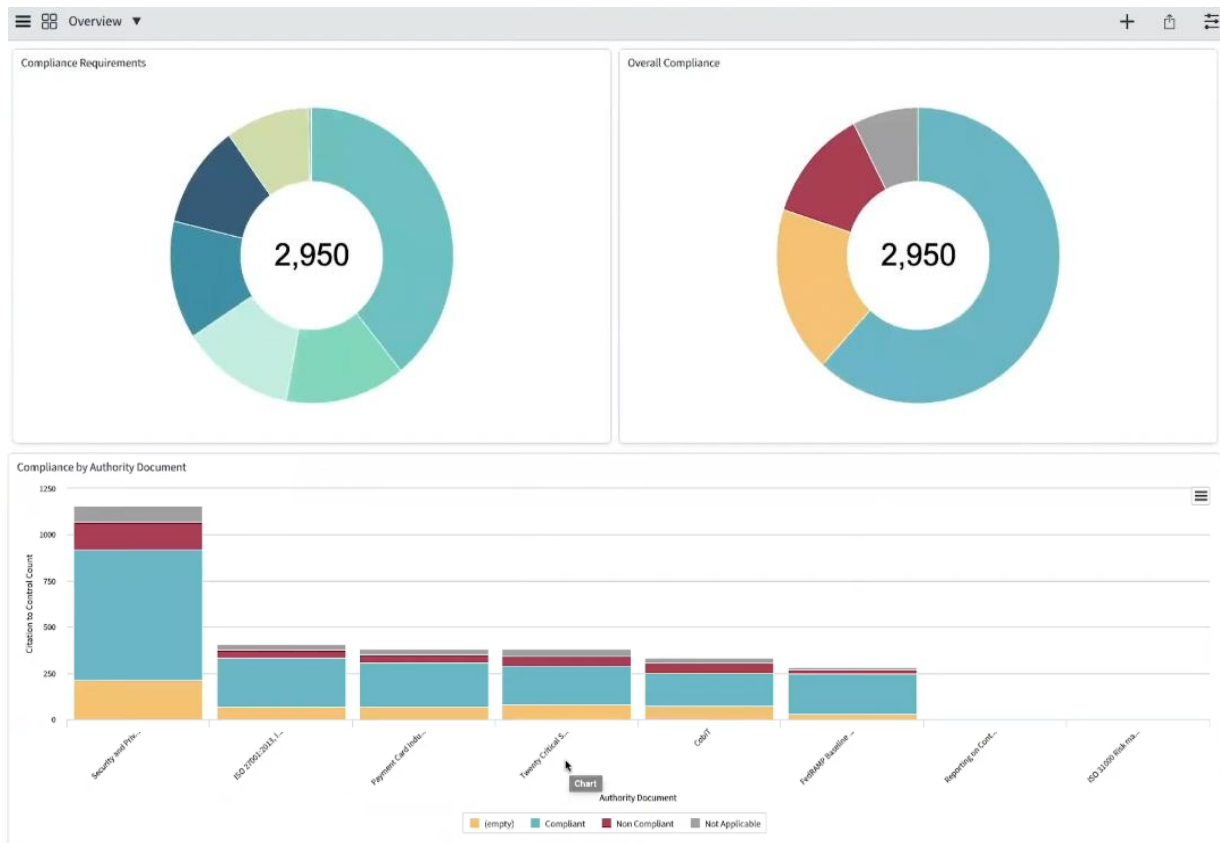 Overview ▼
Compliance Requirements
2,950
Overall Compliance
2,950
Compliance by Authority Document
Citation to Control Count
1250
1000
750
500
250
0
Security and Priv...
ISO 27001:2013, I...
Payment Card Indu...
Twenty Critical S...
CobiT
FedRAMP Baseline ...
Reporting on Cont...
ISO 31000 Risk ma...
Chart
Authority Document
(empty) Compliant Non Compliant Not Applicable